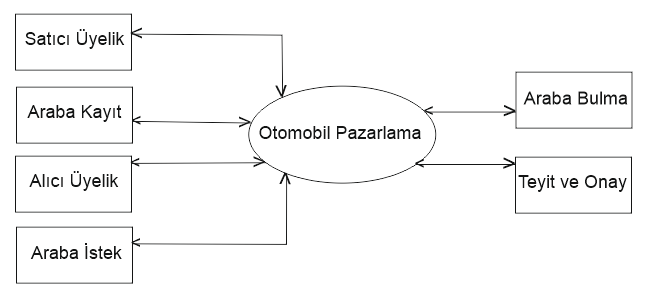 Satıcı Üyelik
Araba Kayıt
Alıcı Üyelik
Araba İstek
Otomobil Pazarlama
Araba Bulma
Teyit ve Onay